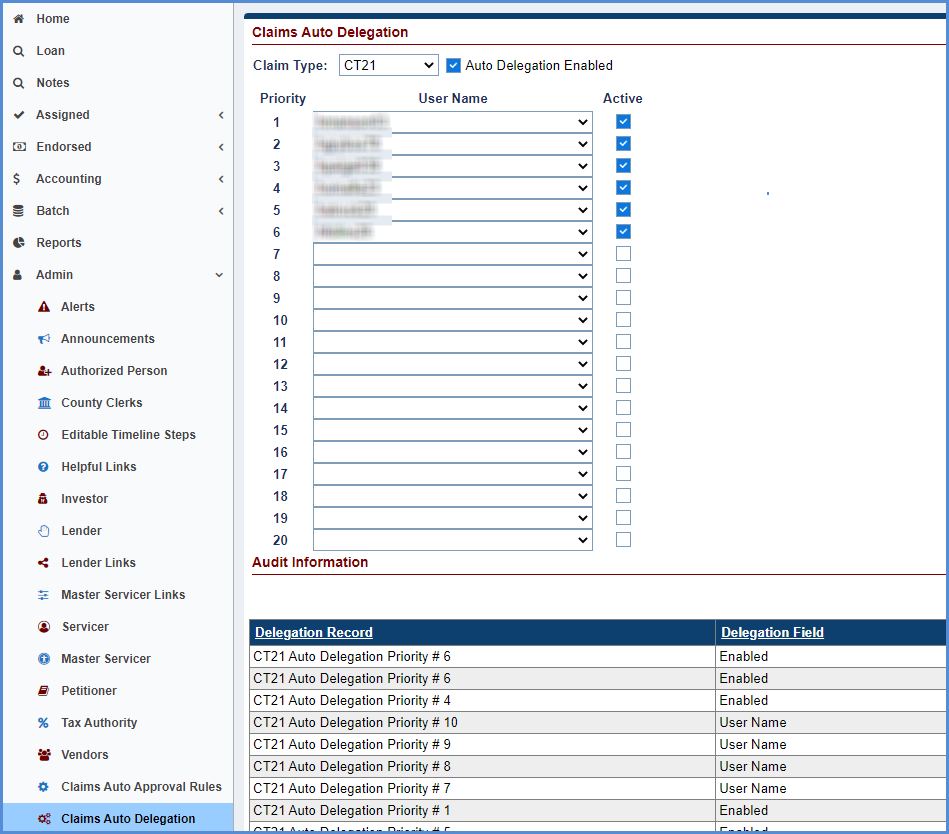 Home
Loan
Notes
Assigned
Endorsed
Accounting
Batch
Reports
Admin
Alerts
Announcements
Authorized Person
County Clerks
Editable Timeline Steps
Helpful Links
Investor
Lender
Lender Links
Master Servicer Links
Servicer
Master Servicer
Petitioner
Tax Authority
Vendors
Claims Auto Approval Rules
Claims Auto Delegation
Claims Auto Delegation
Claim Type: CT21 Auto Delegation Enabled
Priority User Name Active
1
2
3
4
5
6
7
8
9
10
11
12
13
14
15
16
17
18
19
20
Audit Information
Delegation Record Delegation Field
CT21 Auto Delegation Priority # 6 Enabled
CT21 Auto Delegation Priority # 6 Enabled
CT21 Auto Delegation Priority # 4 Enabled
CT21 Auto Delegation Priority # 10 User Name
CT21 Auto Delegation Priority # 9 User Name
CT21 Auto Delegation Priority # 8 User Name
CT21 Auto Delegation Priority # 7 User Name
CT21 Auto Delegation Priority # 1 Enabled
CT21 Auto Delegation Priority # 5 Enabled